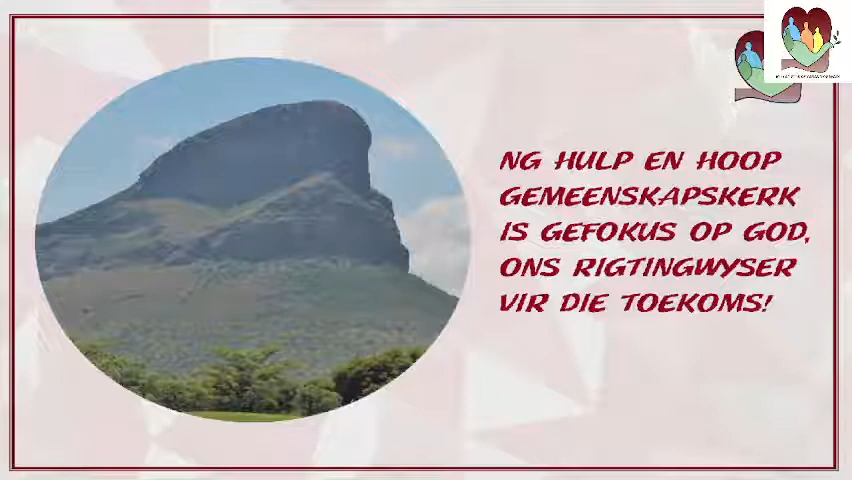 NG HULP EN HOOP
GEMEENSKAPSKERK
IS GEFOKUS OP GOD,
ONS RIGTINGWYSER
VIR DIE TOEKOMS!